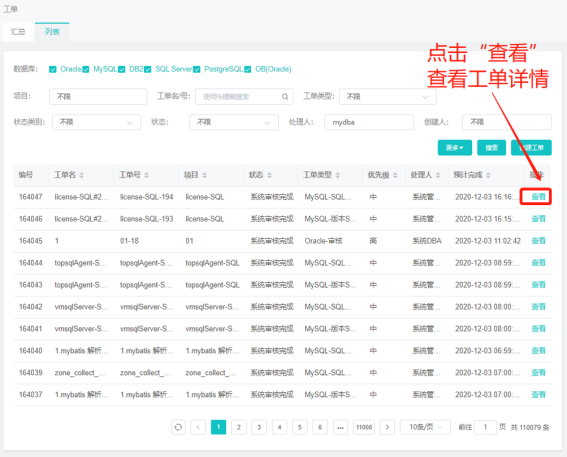 工单
汇总 列表
点击“查看”
查看工单详情
数据库: Oracle MySQL DB2 SQL Server PostgreSQL OB(Oracle)
项目: 不限 工单名/号: 使用%模糊搜索 工单类型: 不限
状态类别: 不限 状态: 不限 处理人: mydba 创建人: 不限
更多 搜索 创建工单
编号 工单名 工单号 项目 状态 工单类型 优先级 处理人 预计完成 操作
164047 license-SQL#2... license-SQL-194 license-SQL 系统审核完成 MySQL-SQL... 中 系统管... 2020-12-03 16:16:... 查看
164046 license-SQL#2... license-SQL-193 license-SQL 系统审核完成 MySQL-版本S... 中 系统管... 2020-12-03 16:15:... 查看
164045 1 01-18 01 系统审核完成 Oracle-审核 高 系统DBA 2020-12-03 11:02:42 查看
164044 topsqlAgent-S... topsqlAgent-S... topsqlAgent-SQL 系统审核完成 MySQL-SQL... 中 系统管... 2020-12-03 08:59:... 查看
164043 topsqlAgent-S... topsqlAgent-S... topsqlAgent-SQL 系统审核完成 MySQL-版本S... 中 系统管... 2020-12-03 08:59:... 查看
164042 vmsqlServer-S... vmsqlServer-S... vmsqlServer-S... 系统审核完成 MySQL-SQL... 中 系统管... 2020-12-03 08:00:... 查看
164041 vmsqlServer-S... vmsqlServer-S... vmsqlServer-S... 系统审核完成 MySQL-版本S... 中 系统管... 2020-12-03 08:00:... 查看
164040 1.mybatis 解析... 1.mybatis 解析... 1.mybatis 解析... 系统审核完成 MySQL-SQL... 中 系统管... 2020-12-03 06:59:... 查看
164039 zone_collect_... zone_collect_... zone_collect_... 系统审核完成 MySQL-SQL... 中 系统管... 2020-12-03 07:00:... 查看
164037 1.mybatis 解析... 1.mybatis 解析... 1.mybatis 解析... 系统审核完成 MySQL-版本S... 中 系统管... 2020-12-03 07:00:... 查看
1 2 3 4 5 6 ... 11008 10条/页 前往 1 页 共 110079 条